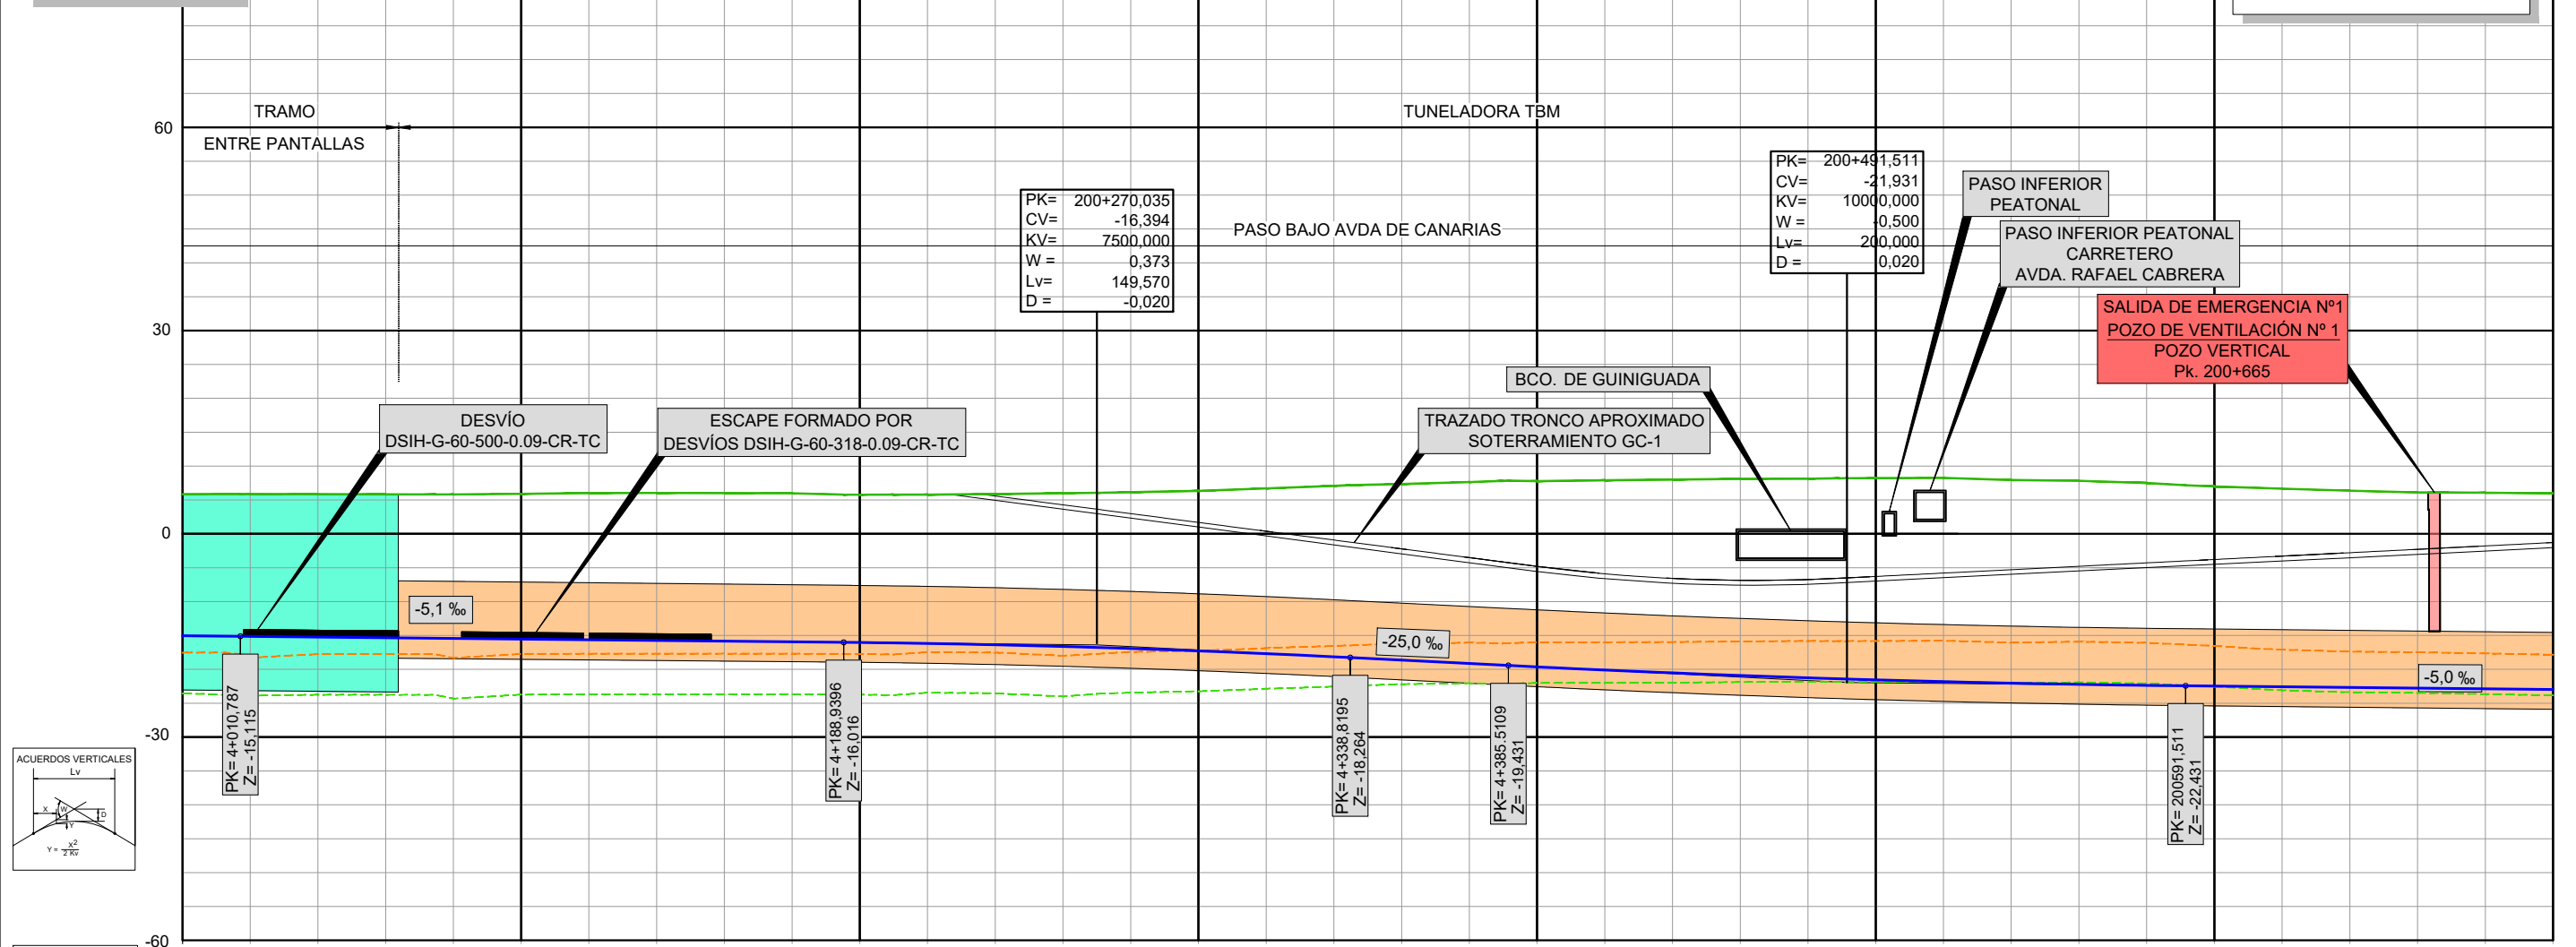 TRAMO
ENTRE PANTALLAS
TUNELADORA TBM
60
PK= 200+270,035
CV= -16,394
KV= 7500,000
W = 0,373
Lv= 149,570
D = -0,020
PASO BAJO AVDA DE CANARIAS
PK= 200+491,511
CV= -21,931
KV= 10000,000
W = -0,500
Lv= 200,000
D = 0,020
PASO INFERIOR
PEATONAL
PASO INFERIOR PEATONAL
CARRETERO
AVDA. RAFAEL CABRERA
SALIDA DE EMERGENCIA Nº1
POZO DE VENTILACIÓN Nº 1
POZO VERTICAL
Pk. 200+665
30
BCO. DE GUINIGUADA
DESVÍO
DSIH-G-60-500-0.09-CR-TC
ESCAPE FORMADO POR
DESVÍOS DSIH-G-60-318-0.09-CR-TC
TRAZADO TRONCO APROXIMADO
SOTERRAMIENTO GC-1
0
-5,1 ‰
-25,0 ‰
-5,0 ‰
PK= 4+010,787
Z= -15,115
PK= 4+188,9396
Z= -16,016
PK= 4+338,8195
Z= -18,264
PK= 4+385.5109
Z= -19,431
PK= 200591,511
Z= -22,431
-30
ACUERDOS VERTICALES
Lv
X
W
D
Y
Y = X2
2 Kv
-60